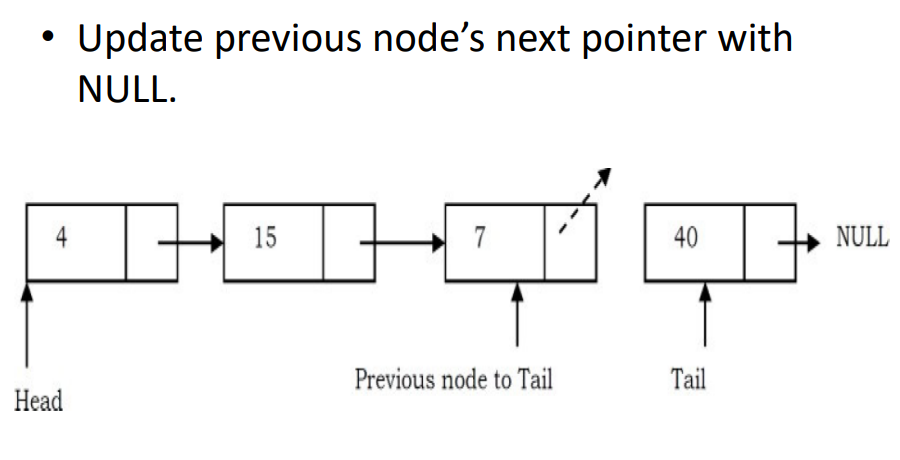 • Update previous node’s next pointer with
NULL.
4
15
7
40
NULL
Previous node to Tail
Tail
Head